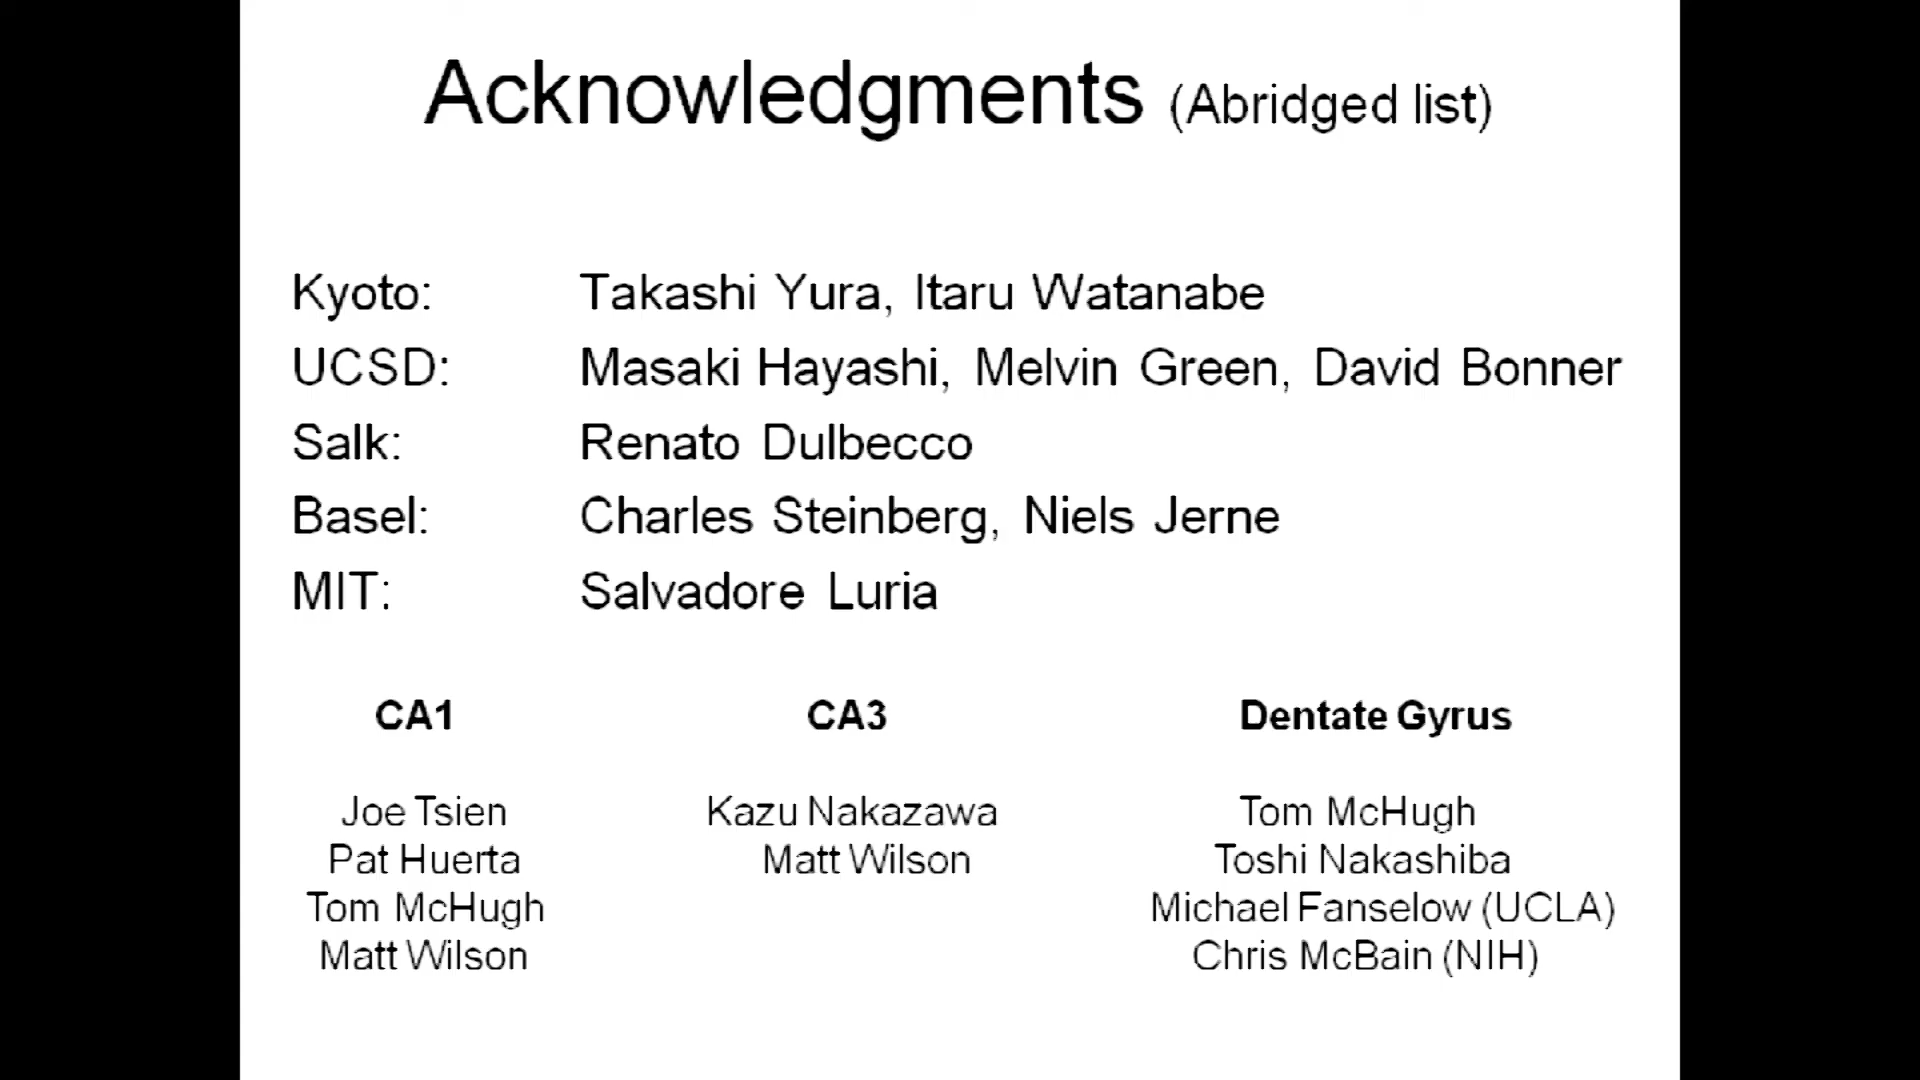 Acknowledgments (Abridged list)
Kyoto: Takashi Yura, Itaru Watanabe
UCSD: Masaki Hayashi, Melvin Green, David Bonner
Salk: Renato Dulbecco
Basel: Charles Steinberg, Niels Jerne
MIT: Salvadore Luria
CA1
Joe Tsien
Pat Huerta
Tom McHugh
Matt Wilson
CA3
Kazu Nakazawa
Matt Wilson
Dentate Gyrus
Tom McHugh
Toshi Nakashiba
Michael Fanselow (UCLA)
Chris McBain (NIH)